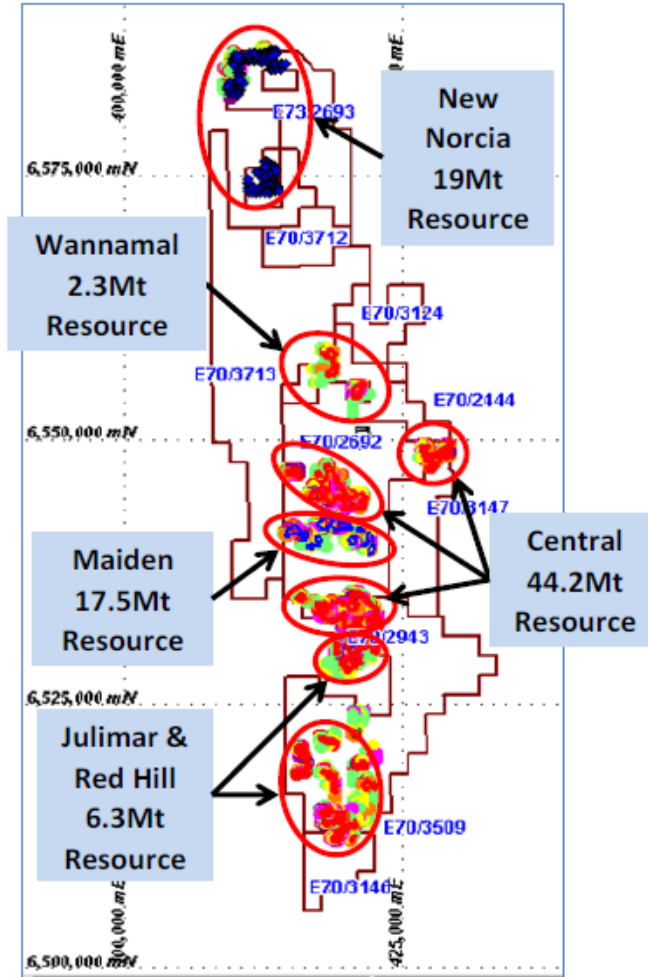 400,000 mE
425,000 mE
E73/2693
New
Norcia
19Mt
Resource
6,575,000 mN
E70/3712
Wannamal
2.3Mt
Resource
E70/3124
E70/3713
E70/2444
6,550,000 mN
E70/2692
E70/3147
Maiden
17.5Mt
Resource
Central
44.2Mt
Resource
E70/2943
6,525,000 mN
Julimar &
Red Hill
6.3Mt
Resource
E70/3509
E70/3146
6,500,000 mN
400,000 mE
425,000 mE